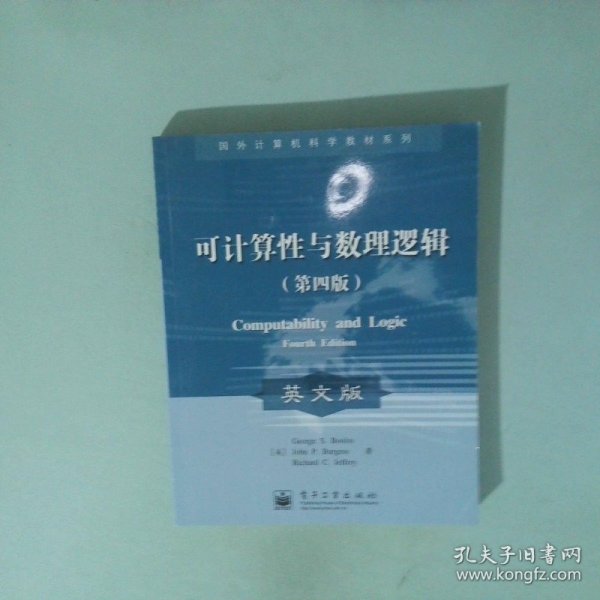 国外计算机科学教材系列
可计算性与数理逻辑
（第四版）
Computability and Logic
Fourth Edition
英文版
George S. Boolos
[美] John P. Burgess 著
Richard C. Jeffrey
电子工业出版社
孔夫子旧书网
www.kongfz.com